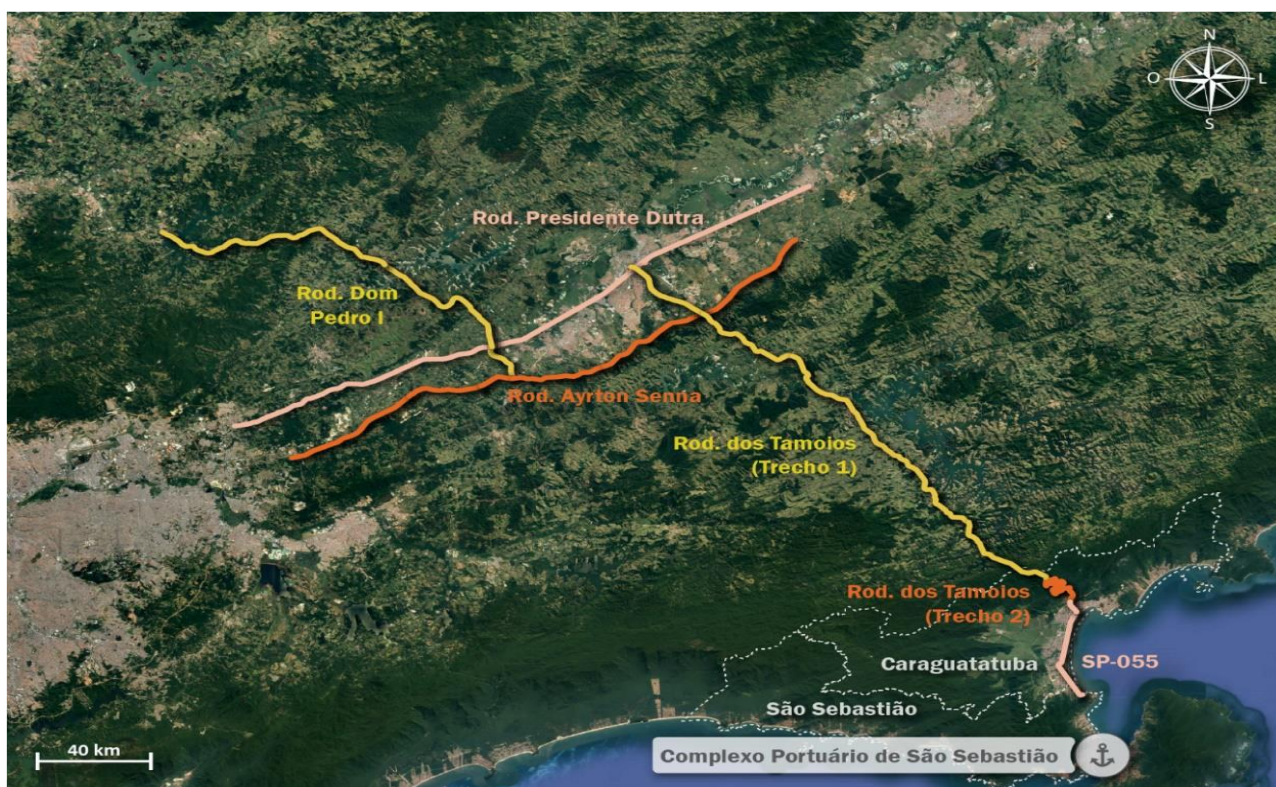 N
O
L
S
Rod. Presidente Dutra
Rod. Dom
Pedro I
Rod. Ayrton Senna
Rod. dos Tamoios
(Trecho 1)
Rod. dos Tamoios
(Trecho 2)
Caraguatatuba
SP-055
São Sebastião
40 km
Complexo Portuário de São Sebastião